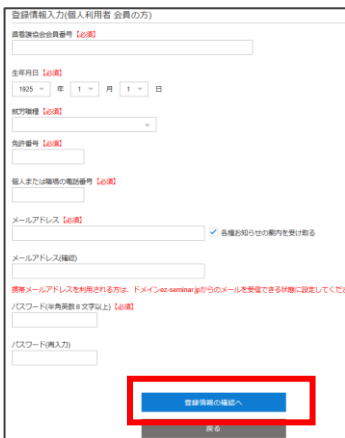 登録情報入力(個人利用者 会員の方)
県看護協会会員番号【必須】
生年月日【必須】
1925 年 1 月 1 日
就労職種【必須】
免許番号【必須】
個人または職場の電話番号【必須】
メールアドレス【必須】
各種お知らせの案内を受け取る
メールアドレス(確認)
携帯メールアドレスを利用される方は、ドメインez-seminar.jpからのメールを受信できる状態に設定してくだ
パスワード(半角英数8文字以上)【必須】
パスワード(再入力)
登録情報の確認へ
戻る